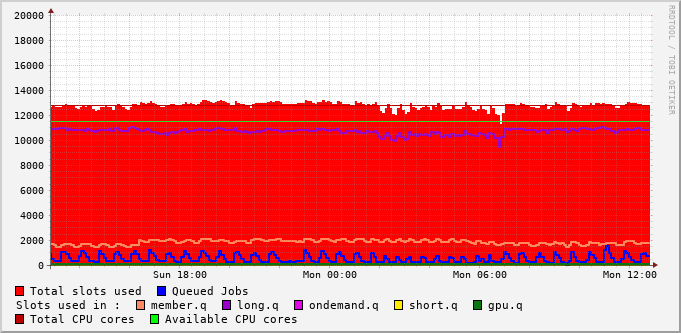 RRDTOOL / TOBI OETIKER
20000
18000
16000
14000
12000
10000
8000
6000
4000
2000
0
Sun 18:00 Mon 00:00 Mon 06:00 Mon 12:00
Total slots used Queued Jobs
Slots used in : member.q long.q ondemand.q short.q gpu.q
Total CPU cores Available CPU cores